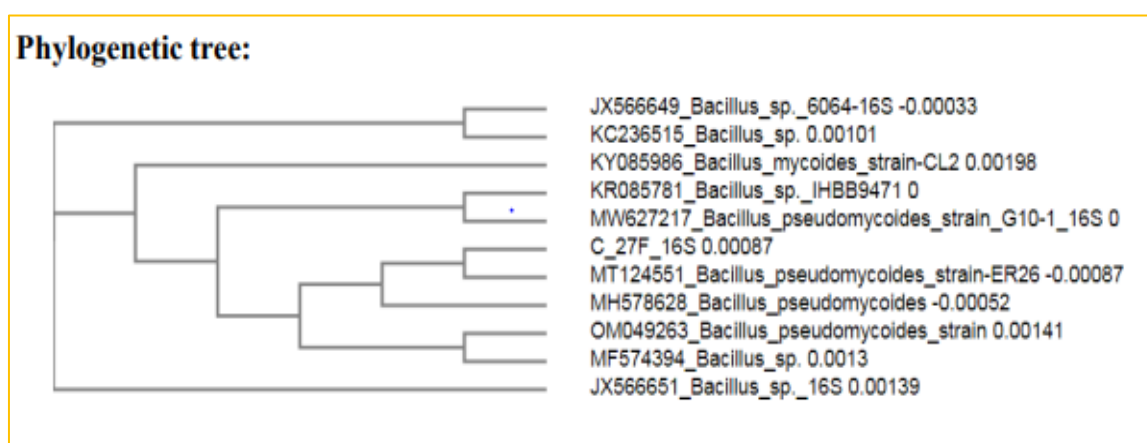 Phylogenetic tree:
JX566649_Bacillus_sp._6064-16S -0.00033
KC236515_Bacillus_sp. 0.00101
KY085986_Bacillus_mycoides_strain-CL2 0.00198
KR085781_Bacillus_sp._IHBB9471 0
MW627217_Bacillus_pseudomycoides_strain_G10-1_16S 0
C_27F_16S 0.00087
MT124551_Bacillus_pseudomycoides_strain-ER26 -0.00087
MH578628_Bacillus_pseudomycoides -0.00052
OM049263_Bacillus_pseudomycoides_strain 0.00141
MF574394_Bacillus_sp. 0.0013
JX566651_Bacillus_sp._16S 0.00139